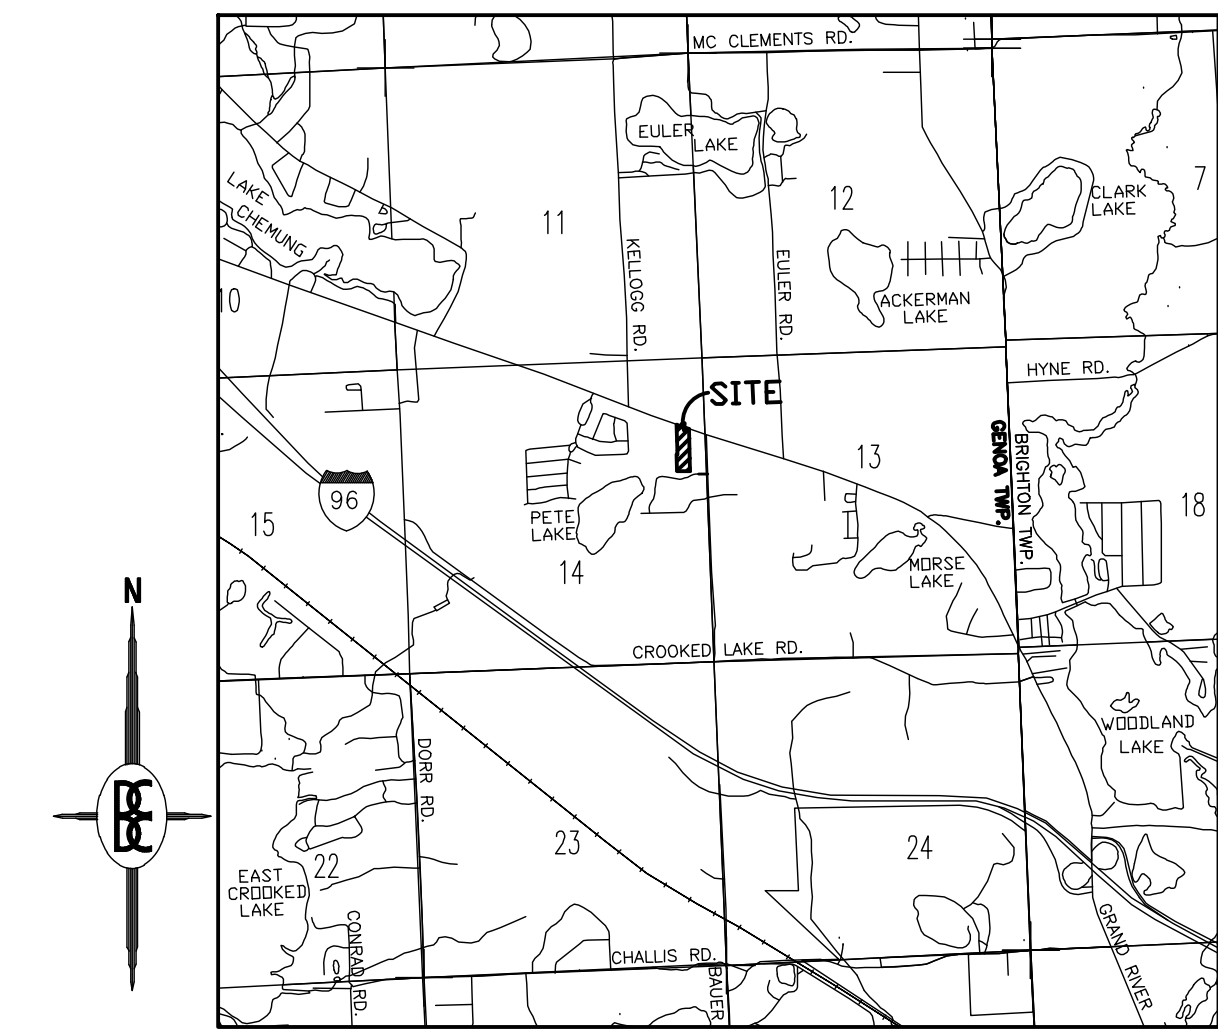 MC CLEMENTS RD.
EULER
LAKE
7
12
CLARK
LAKE
LAKE
CHEMUNG
11
KELLOGG RD.
EULER RD.
10
ACKERMAN
LAKE
HYNE RD.
SITE
GENOA TWP.
BRIGHTON TWP.
13
96
15
18
PETE
LAKE
14
MORSE
LAKE
N
CROOKED LAKE RD.
WOODLAND
LAKE
DORR RD.
23
24
22
EAST
CROOKED
LAKE
CONRAD RD.
GRAND RIVER
CHALLIS RD.
BAUER